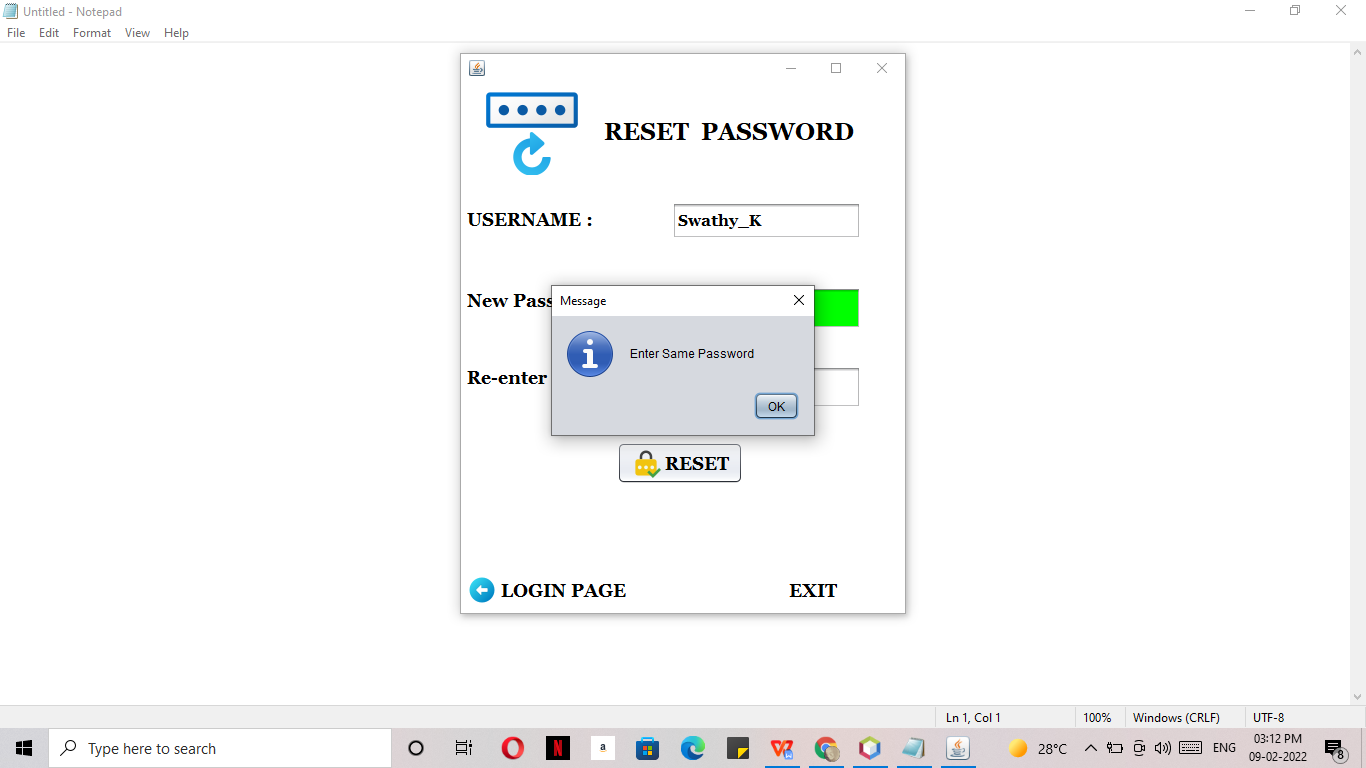 Untitled - Notepad
File Edit Format View Help
RESET PASSWORD
USERNAME :
Swathy_K
New Pass
Message
Enter Same Password
Re-enter
OK
RESET
LOGIN PAGE
EXIT
Ln 1, Col 1
100%
Windows (CRLF)
UTF-8
Type here to search
a
28°C
ENG
03:12 PM
09-02-2022
8